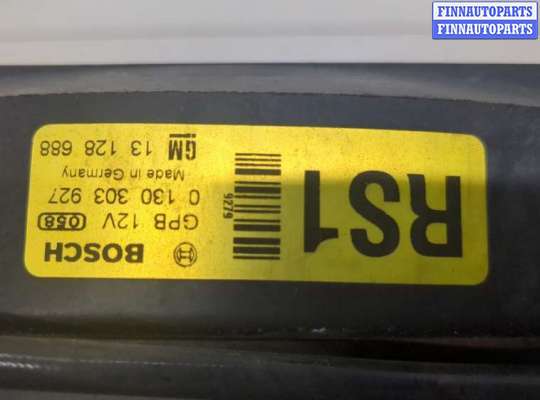 FINNAUTOPARTS
FINNAUTOPARTS
BOSCH
GPB 12V 058
0 130 303 927
Made in Germany
GM 13 128 688
9279
RS1